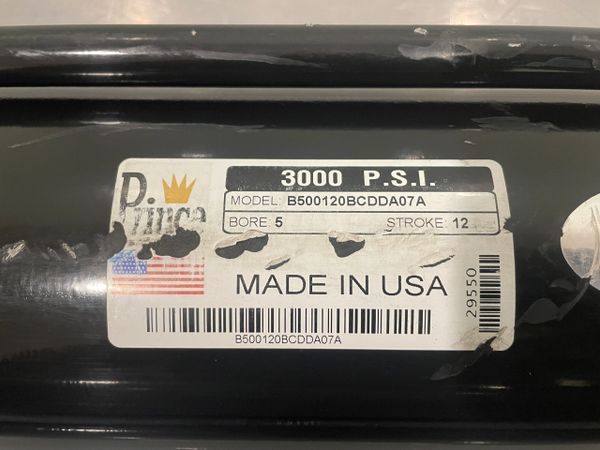 Prince
3000 P.S.I.
MODEL: B500120BCDDA07A
BORE: 5 STROKE: 12
MADE IN USA
B500120BCDDA07A
29550